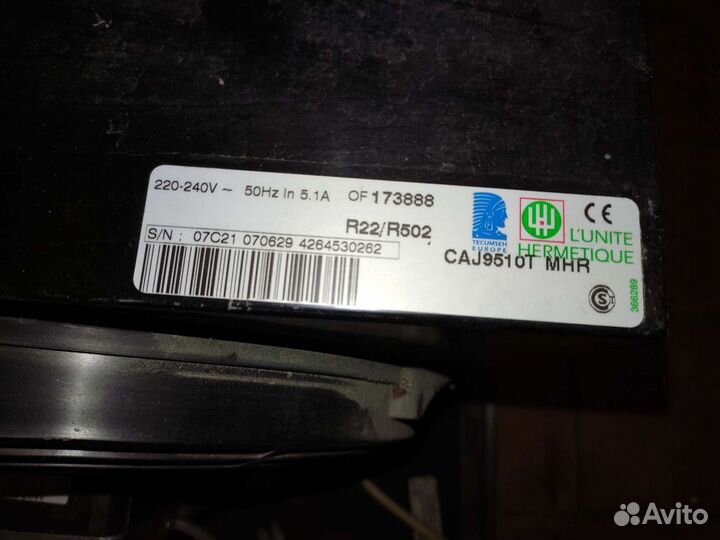 220-240V ~ 50Hz In 5.1A OF 173888
R22/R502
S/N : 07C21 070629 4264530262
TECUMSEH
EUROPE
L'UNITE
HERMETIQUE
CE
CAJ9510T MHR
366289
Avito